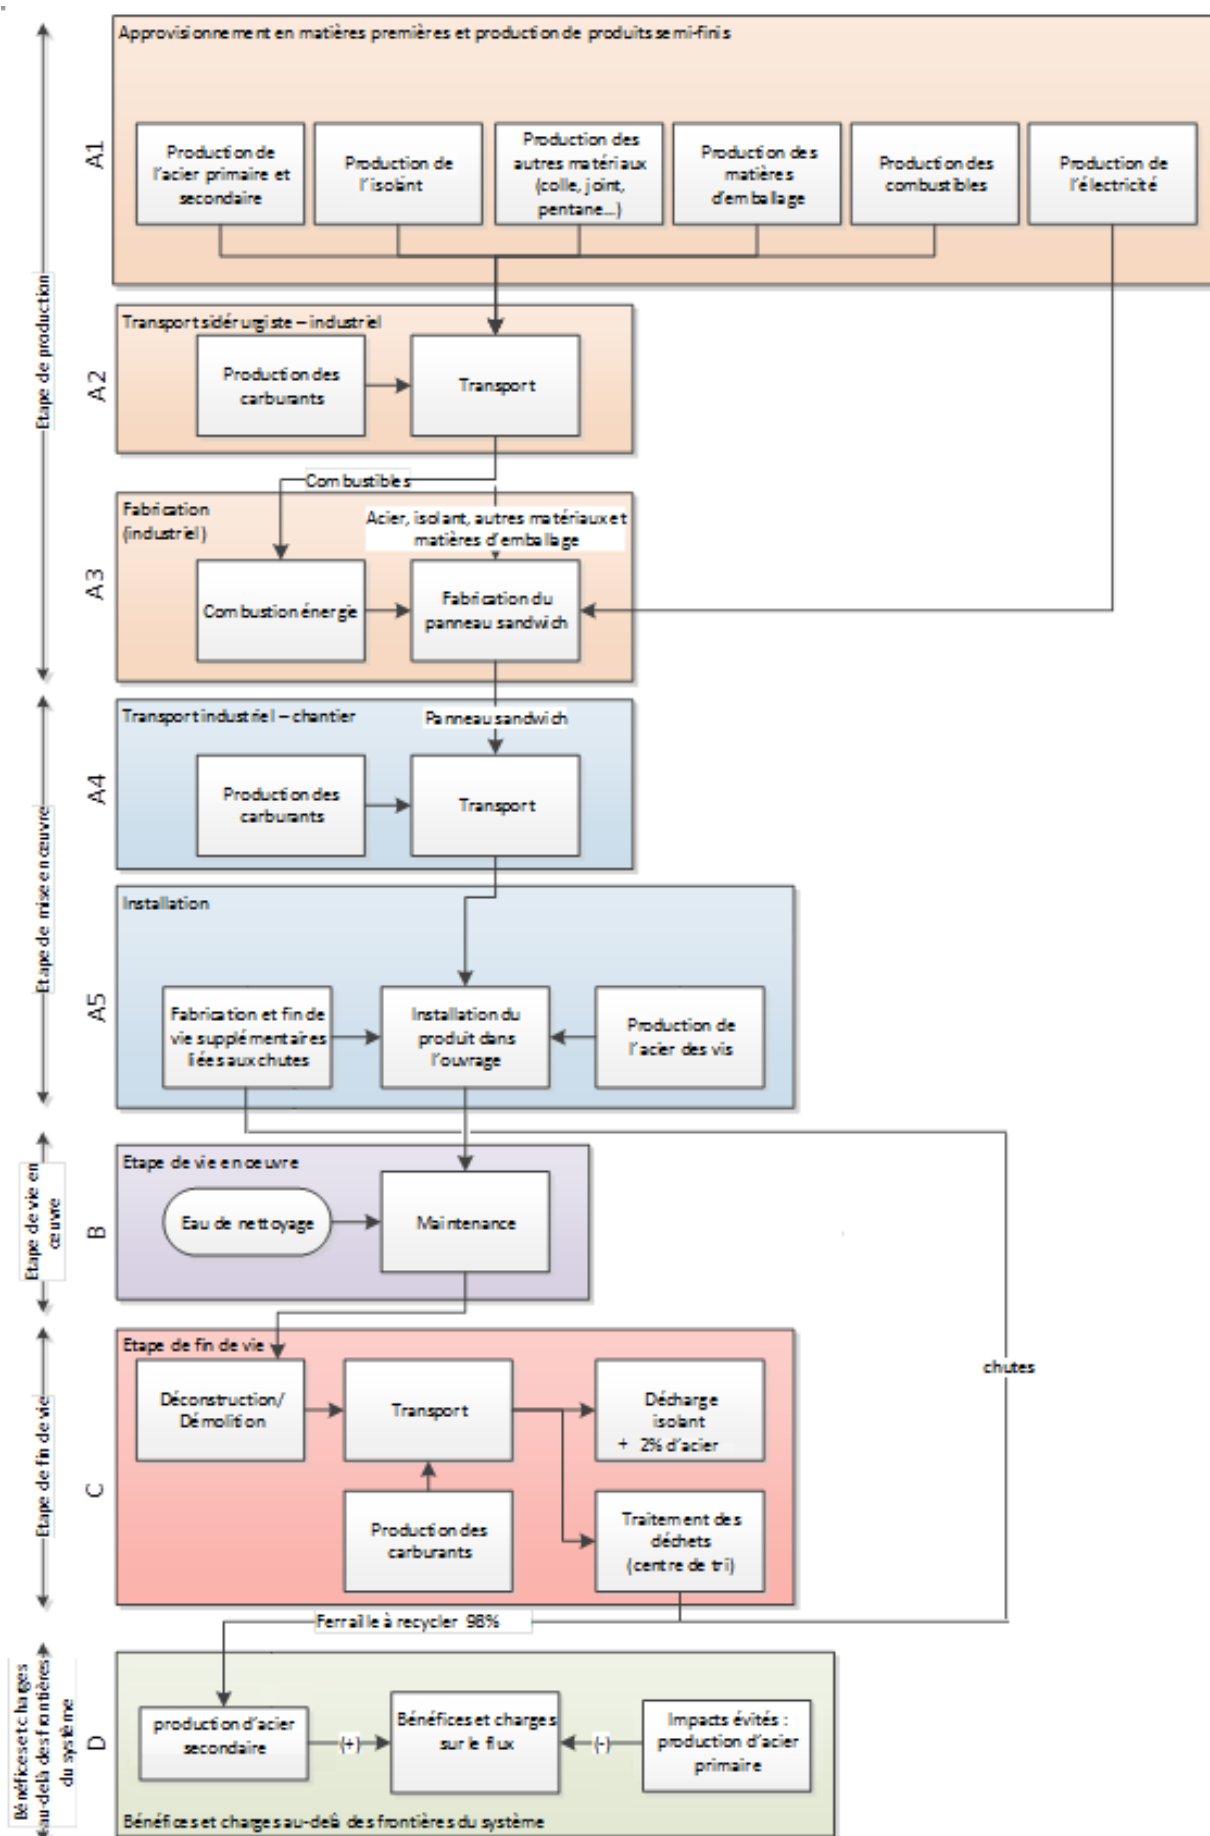 Approvisionnement en matières premières et production de produits semi-finis
A1
Production de
l'acier primaire et
secondaire
Production de
l'isolant
Production des
autres matériaux
(colle, joint,
pentane...)
Production des
matières
d'emballage
Production des
combustibles
Production de
l'électricité
Etape de production
Transport sidérurgiste – industriel
A2
Production des
carburants
Transport
Combustibles
Fabrication
(industriel)
Acier, isolant, autres matériaux et
matières d'emballage
A3
Combustion énergie
Fabrication du
panneau sandwich
Transport industriel – chantier
Panneau sandwich
A4
Production des
carburants
Transport
Etape de mise en œuvre
Installation
A5
Fabrication et fin de
vie supplémentaires
liées aux chutes
Installation du
produit dans
l'ouvrage
Production de
l'acier des vis
Etape de vie en
œuvre
B
Etape de vie en oeuvre
Eau de nettoyage
Maintenance
Etape de fin de vie
C
Etape de fin de vie
Déconstruction/
Démolition
Transport
Décharge
isolant
+ 2% d'acier
chutes
Production des
carburants
Traitement des
déchets
(centre de tri)
Ferraille à recycler 98%
Bénéfices et charges
au-delà des frontières
du système
D
production d'acier
secondaire
(+)
Bénéfices et charges
sur le flux
(-)
Impacts évités :
production d'acier
primaire
Bénéfices et charges au-delà des frontières du système